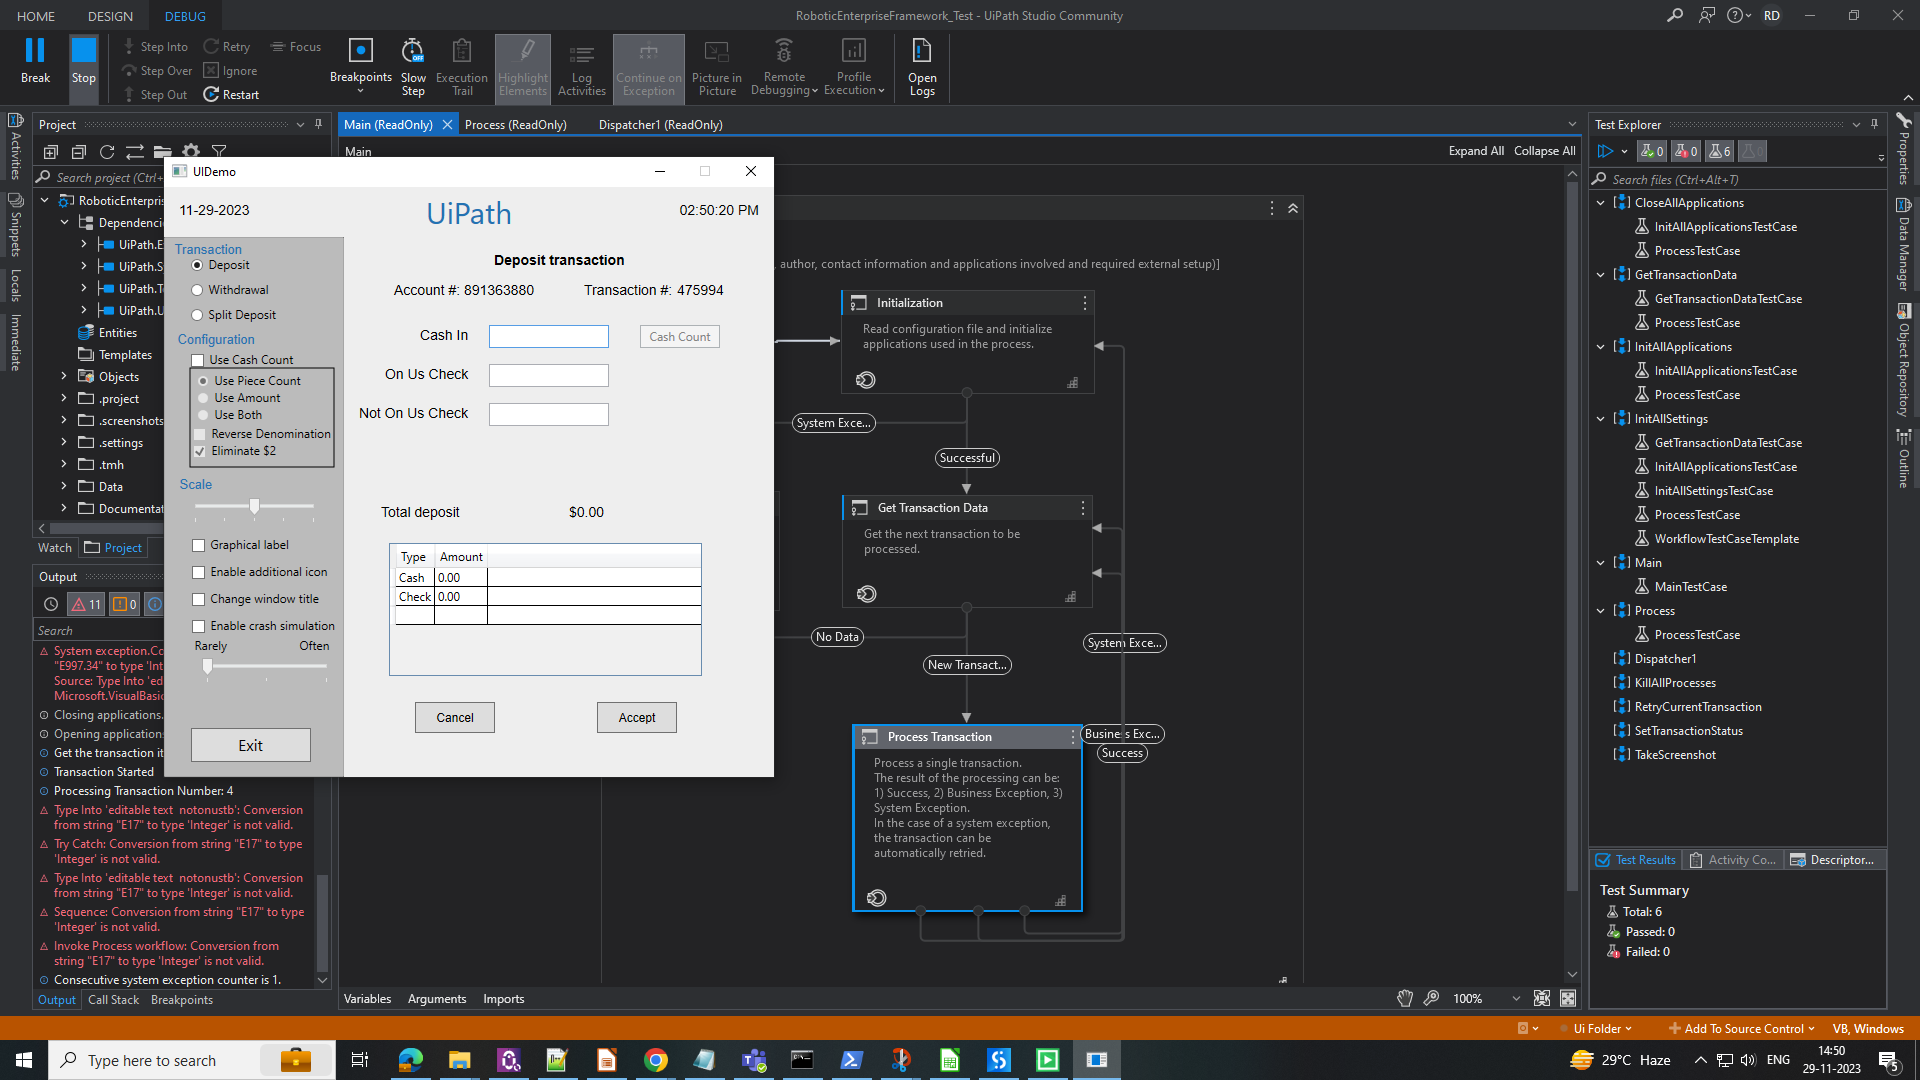 HOME DESIGN DEBUG
RoboticEnterpriseFramework_Test - UiPath Studio Community
RD
Break
Stop
Step Into
Step Over
Step Out
Retry
Ignore
Restart
Focus
Breakpoints
Slow Step
Execution Trail
Highlight Elements
Log Activities
Continue on Exception
Picture in Picture
Remote Debugging
Profile Execution
Open Logs
Activities
Snippets
Locals
Immediate
Project
Search project (Ctrl+
RoboticEnterpris
Dependenci
UiPath.E
UiPath.S
UiPath.T
UiPath.U
Entities
Templates
Objects
.project
.screenshots
.settings
.tmh
Data
Documentat
Watch Project
Output
11
0
Search
System exception.Co
"E997.34" to type 'Int
Source: Type Into 'edi
Microsoft.VisualBasic
Closing applications.
Opening applications
Get the transaction it
Transaction Started
Processing Transaction Number: 4
Type Into 'editable text notonustb': Conversion
from string "E17" to type 'Integer' is not valid.
Try Catch: Conversion from string "E17" to type
'Integer' is not valid.
Type Into 'editable text notonustb': Conversion
from string "E17" to type 'Integer' is not valid.
Sequence: Conversion from string "E17" to type
'Integer' is not valid.
Invoke Process workflow: Conversion from
string "E17" to type 'Integer' is not valid.
Consecutive system exception counter is 1.
Output Call Stack Breakpoints
UIDemo
11-29-2023
UiPath
02:50:20 PM
Transaction
Deposit
Withdrawal
Split Deposit
Configuration
Use Cash Count
Use Piece Count
Use Amount
Use Both
Reverse Denomination
Eliminate $2
Scale
Graphical label
Enable additional icon
Change window title
Enable crash simulation
Rarely Often
Exit
Deposit transaction
Account #: 891363880 Transaction #: 475994
Cash In
Cash Count
On Us Check
Not On Us Check
Total deposit $0.00
Type Amount
Cash 0.00
Check 0.00
Cancel Accept
Main (ReadOnly) Process (ReadOnly) Dispatcher1 (ReadOnly)
Main
Expand All Collapse All
, author, contact information and applications involved and required external setup)]
Initialization
Read configuration file and initialize
applications used in the process.
System Exce...
Successful
Get Transaction Data
Get the next transaction to be
processed.
No Data
New Transact...
System Exce...
Process Transaction
Process a single transaction.
The result of the processing can be:
1) Success, 2) Business Exception, 3)
System Exception.
In the case of a system exception,
the transaction can be
automatically retried.
Business Exc...
Success
Variables Arguments Imports
100%
Test Explorer
0 0 6 0
Search files (Ctrl+Alt+T)
CloseAllApplications
InitAllApplicationsTestCase
ProcessTestCase
GetTransactionData
GetTransactionDataTestCase
ProcessTestCase
InitAllApplications
InitAllApplicationsTestCase
ProcessTestCase
InitAllSettings
GetTransactionDataTestCase
InitAllApplicationsTestCase
InitAllSettingsTestCase
ProcessTestCase
WorkflowTestCaseTemplate
Main
MainTestCase
Process
ProcessTestCase
Dispatcher1
KillAllProcesses
RetryCurrentTransaction
SetTransactionStatus
TakeScreenshot
Test Results Activity Co... Descriptor...
Test Summary
Total: 6
Passed: 0
Failed: 0
Properties
Data Manager
Object Repository
Outline
Ui Folder
Add To Source Control
VB, Windows
Type here to search
29°C Haze
ENG
14:50
29-11-2023
5